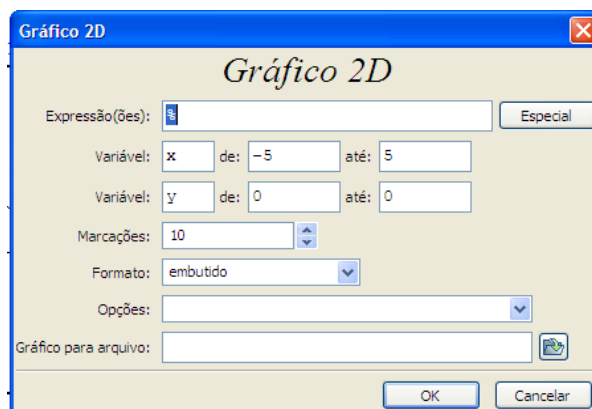 Gráfico 2D
Gráfico 2D
Expressão(ões): % Especial
Variável: x de: -5 até: 5
Variável: y de: 0 até: 0
Marcações: 10
Formato: embutido
Opções:
Gráfico para arquivo:
OK Cancelar